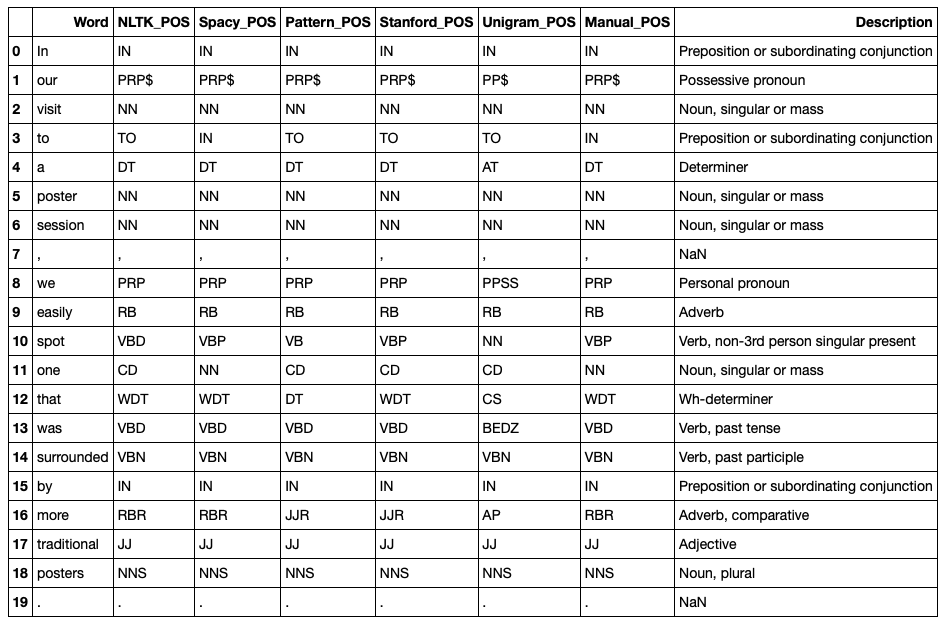 Word NLTK_POS Spacy_POS Pattern_POS Stanford_POS Unigram_POS Manual_POS Description
0 In IN IN IN IN IN IN Preposition or subordinating conjunction
1 our PRP$ PRP$ PRP$ PRP$ PP$ PRP$ Possessive pronoun
2 visit NN NN NN NN NN NN Noun, singular or mass
3 to TO IN TO TO TO IN Preposition or subordinating conjunction
4 a DT DT DT DT AT DT Determiner
5 poster NN NN NN NN NN NN Noun, singular or mass
6 session NN NN NN NN NN NN Noun, singular or mass
7 , , , , , , , NaN
8 we PRP PRP PRP PRP PPSS PRP Personal pronoun
9 easily RB RB RB RB RB RB Adverb
10 spot VBD VBP VB VBP NN VBP Verb, non-3rd person singular present
11 one CD NN CD CD CD NN Noun, singular or mass
12 that WDT WDT DT WDT CS WDT Wh-determiner
13 was VBD VBD VBD VBD BEDZ VBD Verb, past tense
14 surrounded VBN VBN VBN VBN VBN VBN Verb, past participle
15 by IN IN IN IN IN IN Preposition or subordinating conjunction
16 more RBR RBR JJR JJR AP RBR Adverb, comparative
17 traditional JJ JJ JJ JJ JJ JJ Adjective
18 posters NNS NNS NNS NNS NNS NNS Noun, plural
19 . . . . . . . NaN